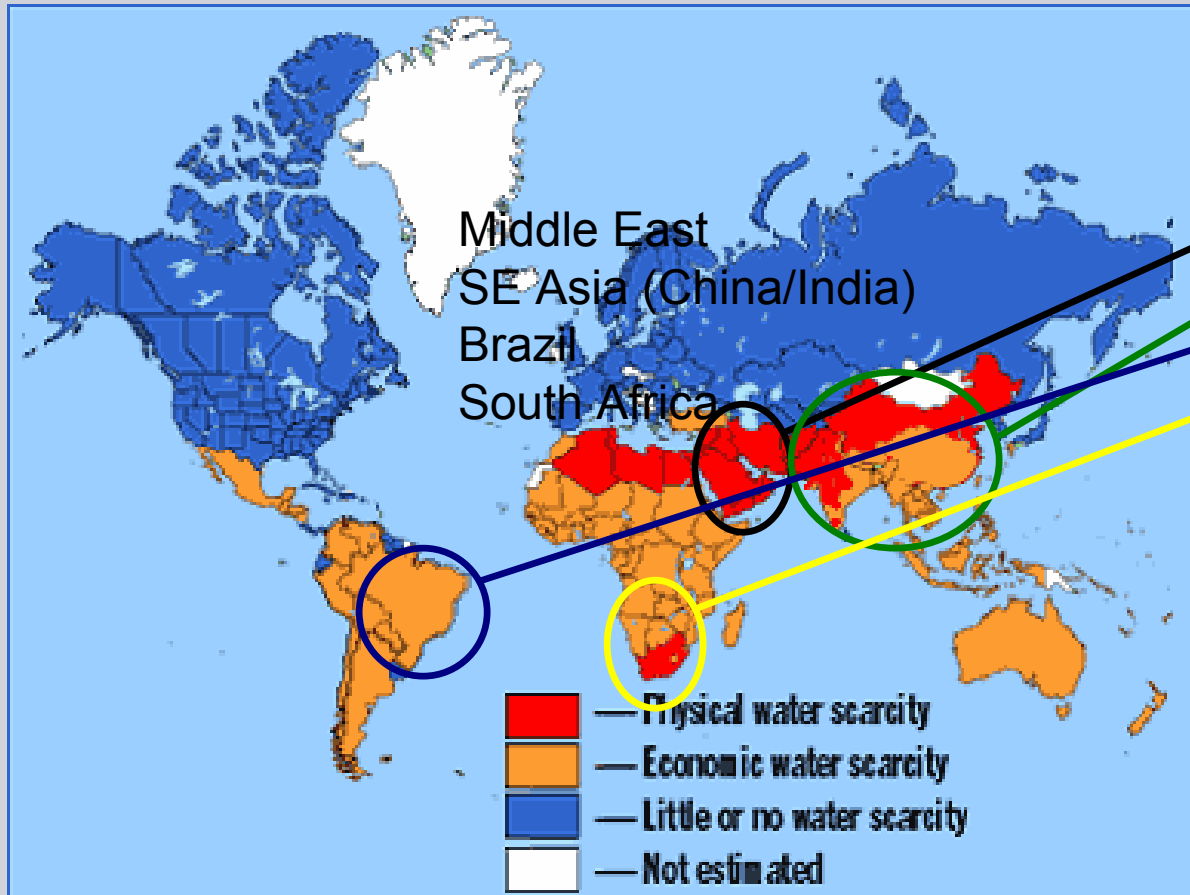 Middle East
SE Asia (China/India)
Brazil
South Africa
Physical water scarcity
Economic water scarcity
Little or no water scarcity
Not estimated